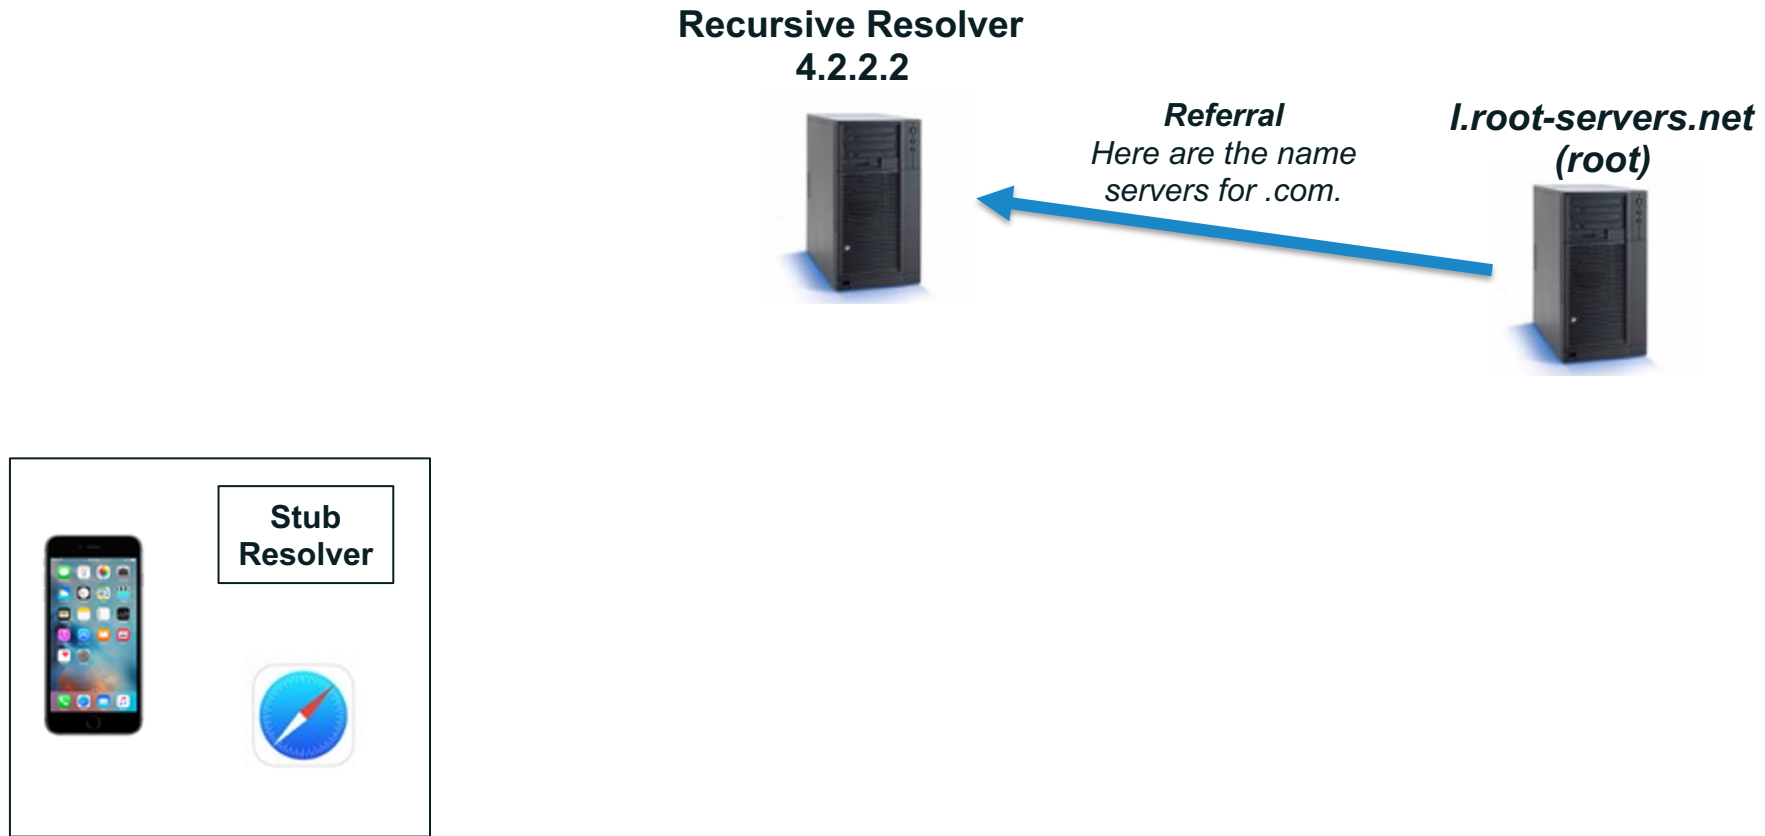 Recursive Resolver
4.2.2.2
Referral
Here are the name
servers for .com.
l.root-servers.net
(root)
Stub
Resolver